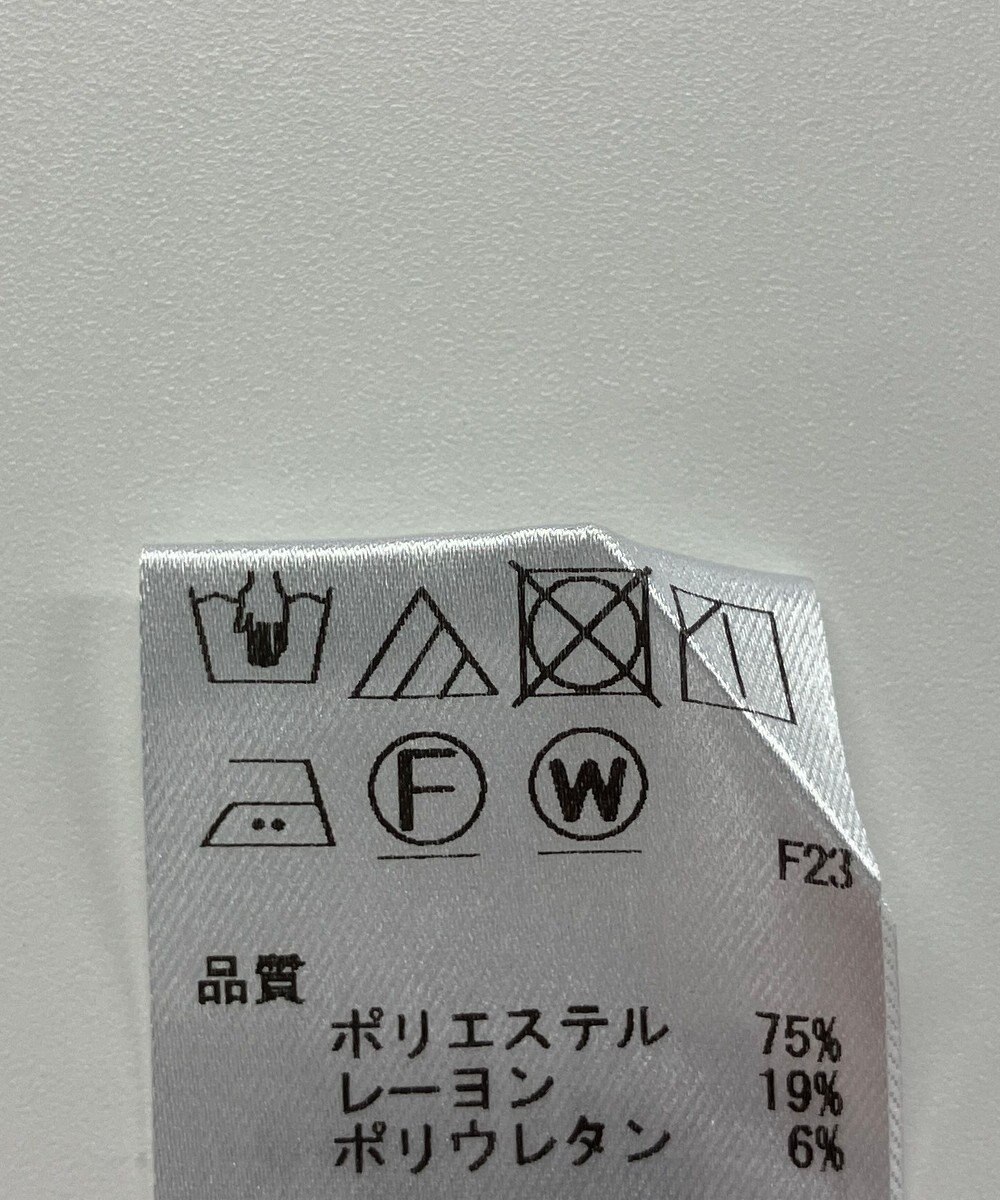 F W
F23
品質
ポリエステル 75%
レーヨン 19%
ポリウレタン 6%